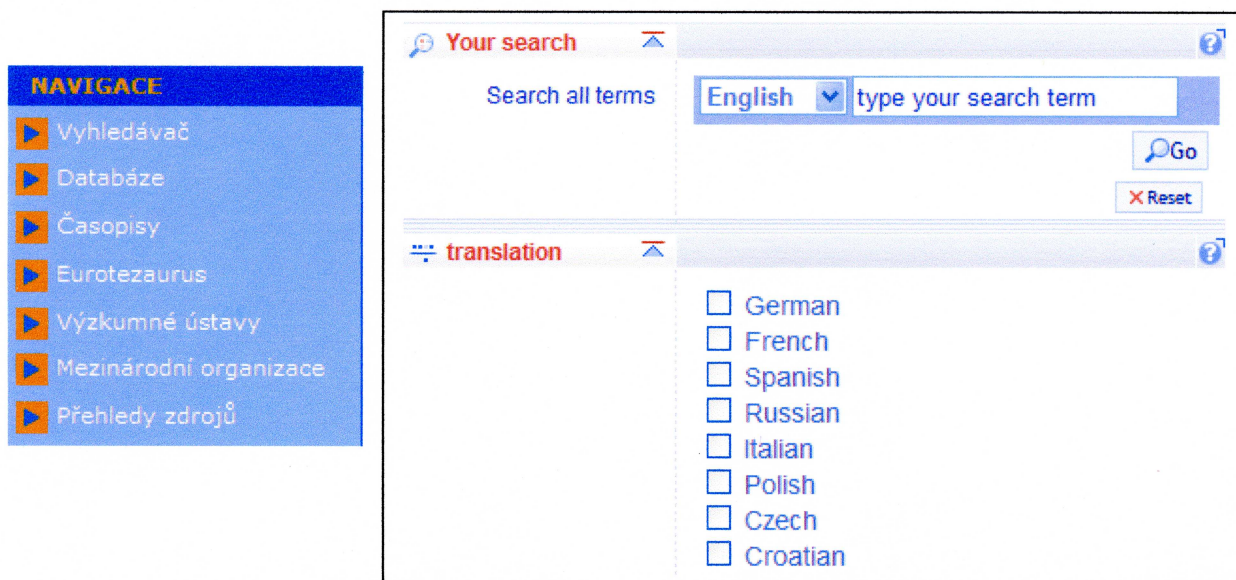 NAVIGACE
Vyhledávač
Databáze
Časopisy
Eurotezaurus
Výzkumné ústavy
Mezinárodní organizace
Přehledy zdrojů
Your search
Search all terms English type your search term
Go
Reset
translation
German
French
Spanish
Russian
Italian
Polish
Czech
Croatian